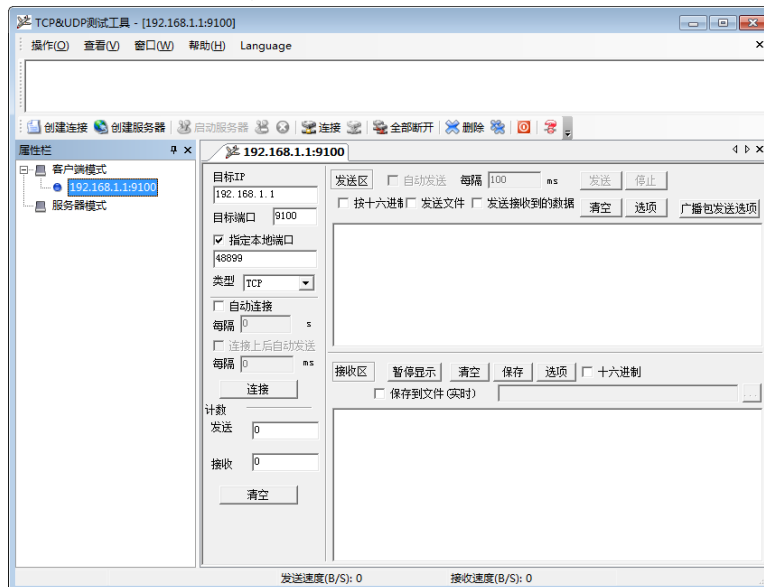 TCP&UDP测试工具 - [192.168.1.1:9100]
操作(O) 查看(V) 窗口(W) 帮助(H) Language
创建连接 创建服务器 启动服务器 连接 全部断开 删除
属性栏
客户端模式
192.168.1.1:9100
服务器模式
192.168.1.1:9100
目标IP
192.168.1.1
目标端口 9100
指定本地端口
48899
类型 TCP
自动连接
每隔 0 s
连接上后自动发送
每隔 0 ms
连接
计数
发送 0
接收 0
清空
发送区 自动发送 每隔 100 ms 发送 停止
按十六进制 发送文件 发送接收到的数据 清空 选项 广播包发送选项
接收区 暂停显示 清空 保存 选项 十六进制
保存到文件(实时) ...
发送速度(B/S): 0 接收速度(B/S): 0